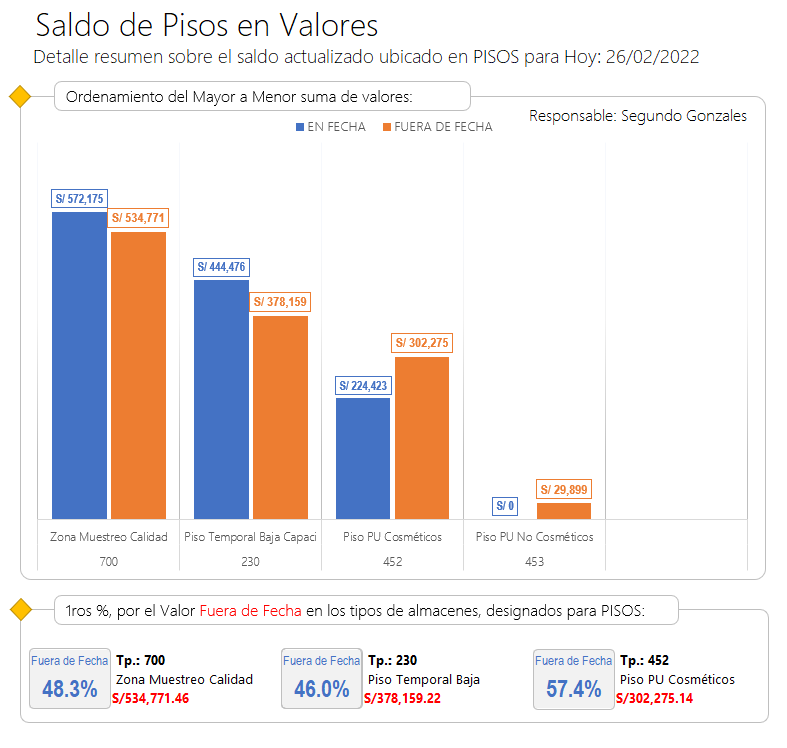 Saldo de Pisos en Valores
Detalle resumen sobre el saldo actualizado ubicado en PISOS para Hoy: 26/02/2022
Ordenamiento del Mayor a Menor suma de valores:
Responsable: Segundo Gonzales
EN FECHA FUERA DE FECHA
S/ 572,175
S/ 534,771
S/ 444,476
S/ 378,159
S/ 224,423
S/ 302,275
S/ 0
S/ 29,899
Zona Muestreo Calidad Piso Temporal Baja Capaci Piso PU Cosméticos Piso PU No Cosméticos
700 230 452 453
1ros %, por el Valor Fuera de Fecha en los tipos de almacenes, designados para PISOS:
Fuera de Fecha
48.3%
Tp.: 700
Zona Muestreo Calidad
S/534,771.46
Fuera de Fecha
46.0%
Tp.: 230
Piso Temporal Baja
S/378,159.22
Fuera de Fecha
57.4%
Tp.: 452
Piso PU Cosméticos
S/302,275.14